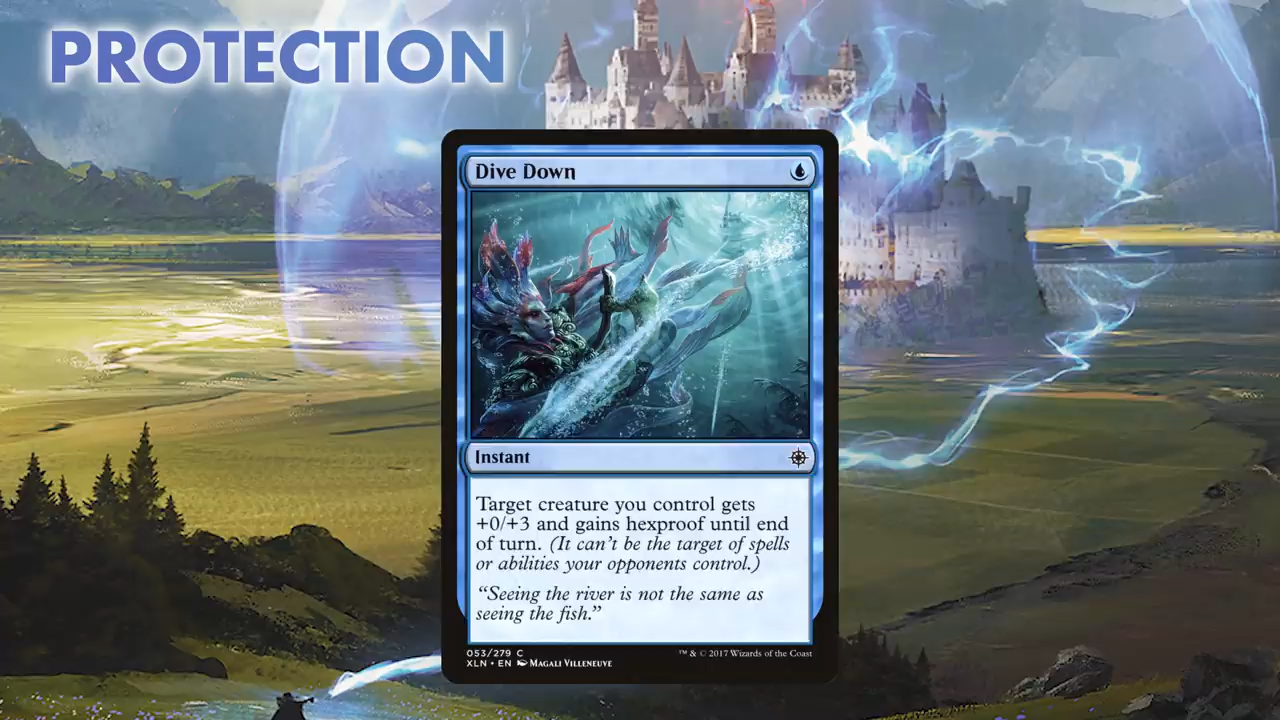 PROTECTION
Dive Down
Instant
Target creature you control gets
+0/+3 and gains hexproof until end
of turn. (It can't be the target of spells
or abilities your opponents control.)
“Seeing the river is not the same as
seeing the fish.”
053/279 C
XLN • EN Magali Villeneuve
™ & © 2017 Wizards of the Coast